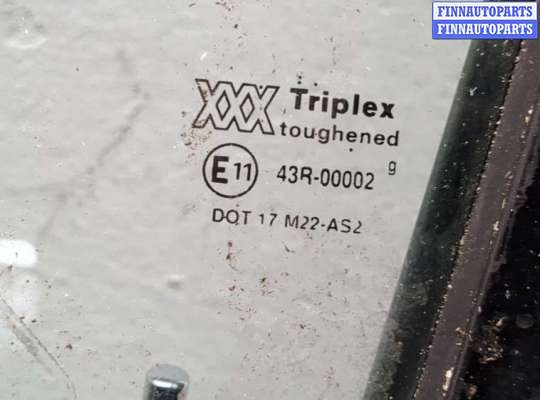 FINNAUTOPARTS
FINNAUTOPARTS
XXX Triplex
toughened
E11 43R-00002 g
DOT 17 M22-AS2